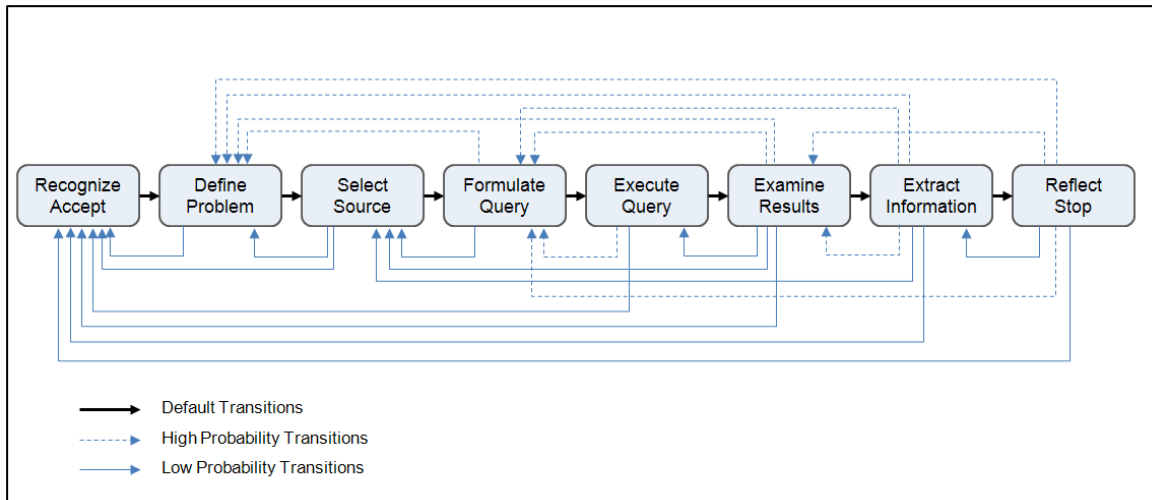 Recognize
Accept
Define
Problem
Select
Source
Formulate
Query
Execute
Query
Examine
Results
Extract
Information
Reflect
Stop
Default Transitions
High Probability Transitions
Low Probability Transitions